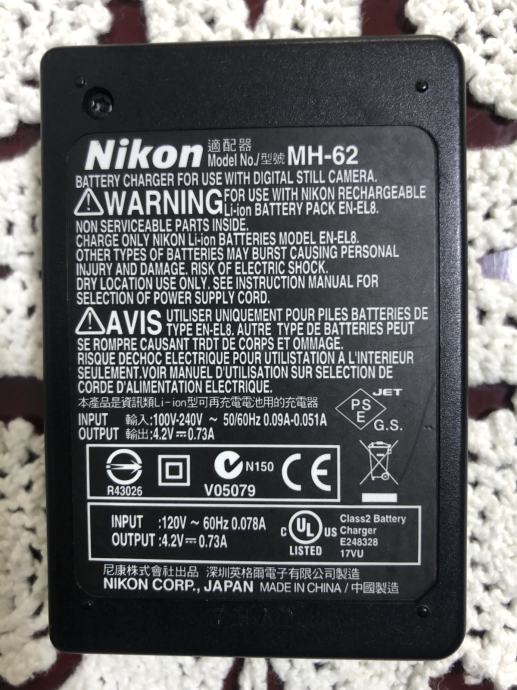 Nikon 適配器
Model No./型號 MH-62
BATTERY CHARGER FOR USE WITH DIGITAL STILL CAMERA.
WARNING FOR USE WITH NIKON RECHARGEABLE
Li-ion BATTERY PACK EN-EL8.
NON SERVICEABLE PARTS INSIDE.
CHARGE ONLY NIKON Li-ion BATTERIES MODEL EN-EL8.
OTHER TYPES OF BATTERIES MAY BURST CAUSING PERSONAL
INJURY AND DAMAGE. RISK OF ELECTRIC SHOCK.
DRY LOCATION USE ONLY. SEE INSTRUCTION MANUAL FOR
SELECTION OF POWER SUPPLY CORD.
AVIS UTILISER UNIQUEMENT POUR PILES BATTERIES DE
TYPE EN-EL8. AUTRE TYPE DE BATTERIES PEUT
SE ROMPRE CAUSANT TRDT DE CORPS ET OMMAGE.
RISQUE DECHOC ELECTRIQUE POUR UTILISATION À L'INTERIEUR
SEULEMENT.VOIR MANUEL D'UTILISATION SUR SELECTION DE
CORDE D'ALIMENTATION ELECTRIQUE.
本產品是資訊類Li-ion型可再充電電池用的充電器
INPUT 輸入:100V-240V ~ 50/60Hz 0.09A-0.051A
OUTPUT 輸出:4.2V⎓0.73A
JET
PS
E
G.S.
R43026
N150
V05079
CE
INPUT :120V ~ 60Hz 0.078A
OUTPUT :4.2V⎓0.73A
c UL US
LISTED
Class2 Battery
Charger
E248328
17VU
尼康株式會社出品 深圳英格爾電子有限公司製造
NIKON CORP., JAPAN MADE IN CHINA / 中國製造